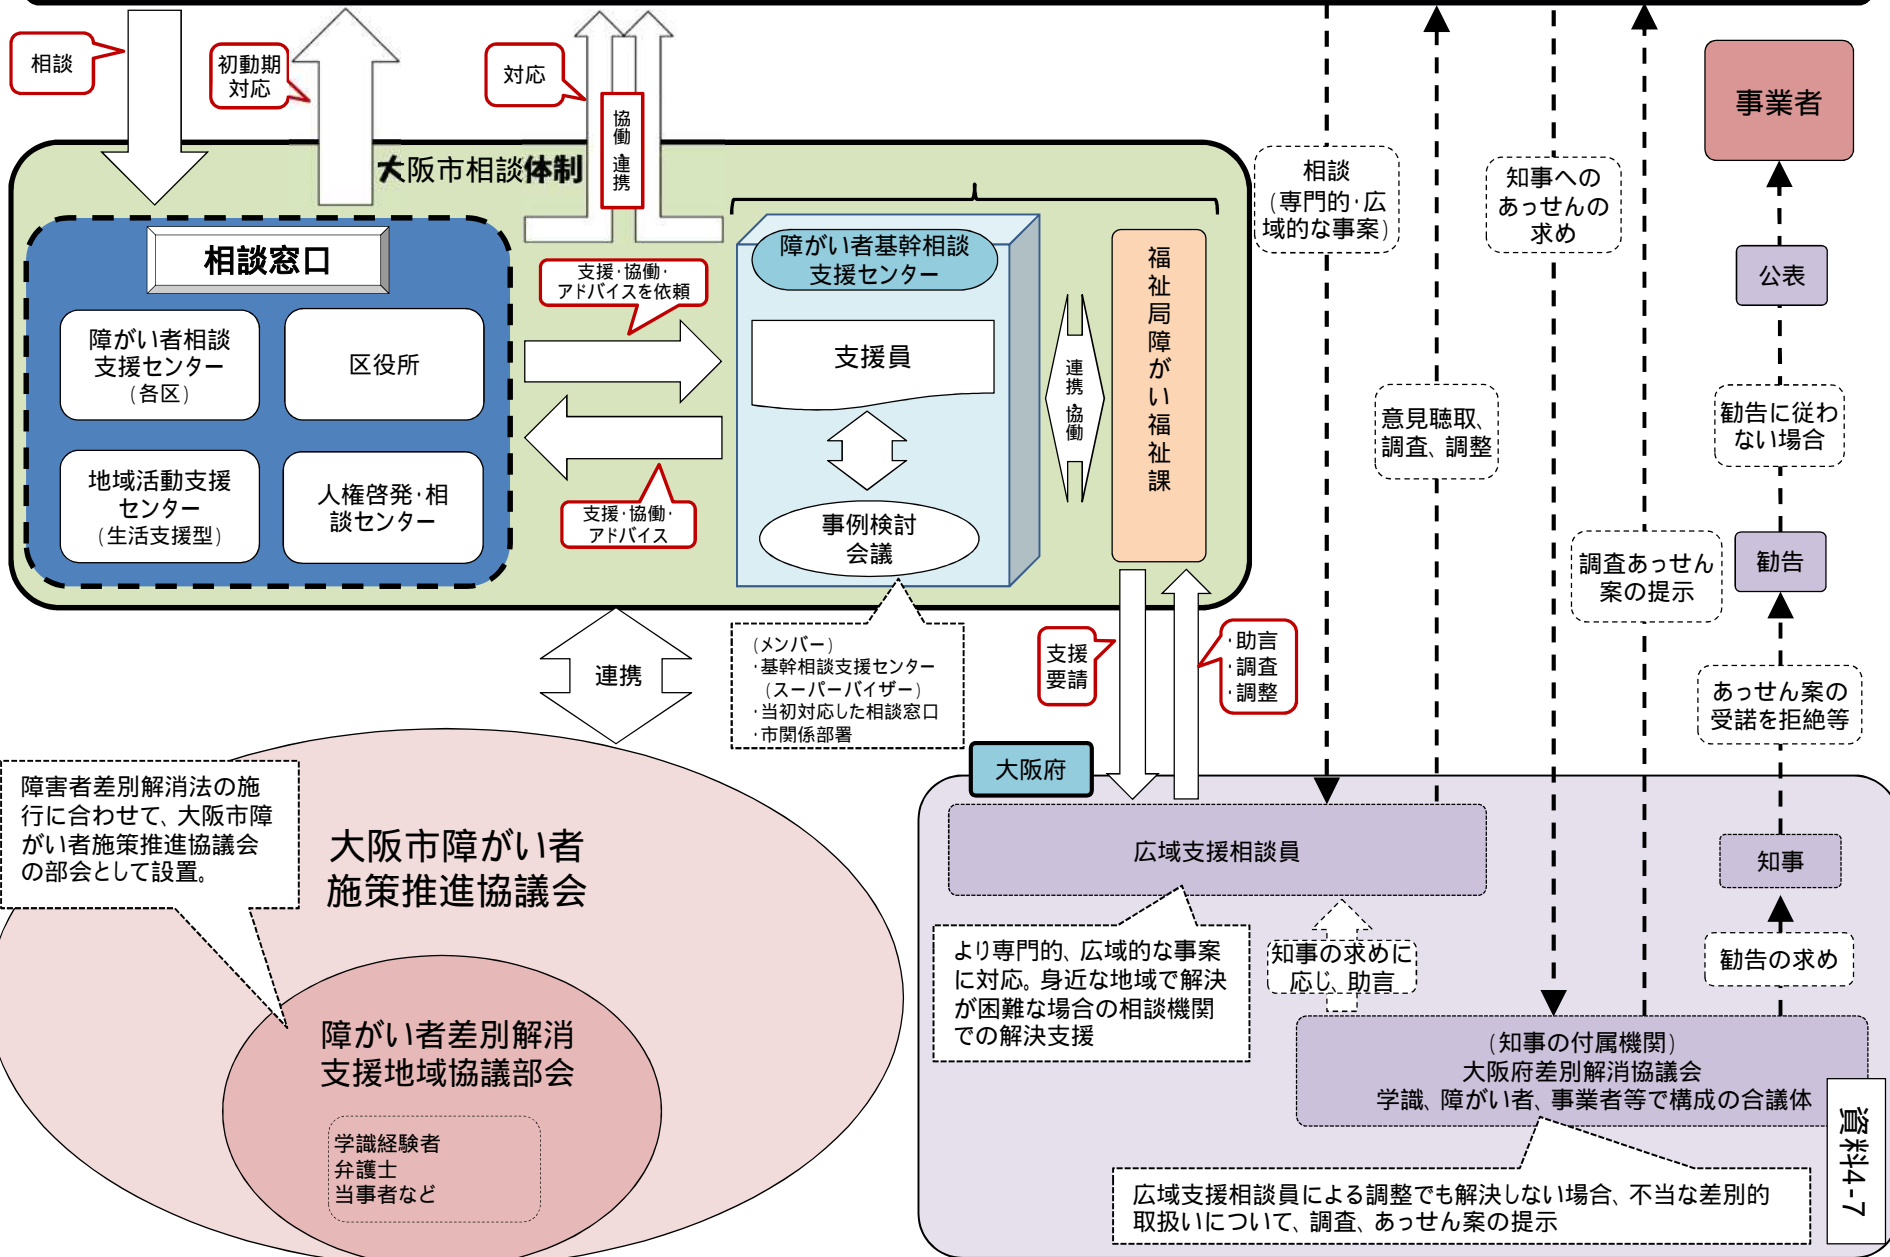 相談
初動期
対応
対応
協働・連携
大阪市相談体制
相談窓口
障がい者相談
支援センター
(各区)
区役所
地域活動支援
センター
(生活支援型)
人権啓発・相
談センター
支援・協働・
アドバイスを依頼
支援・協働・
アドバイス
障がい者基幹相談
支援センター
支援員
事例検討
会議
連携・協働
福祉局障がい福祉課
(メンバー)
・基幹相談支援センター
(スーパーバイザー)
・当初対応した相談窓口
・市関係部署
連携
支援
要請
・助言
・調査
・調整
相談
(専門的・広
域的な事案)
意見聴取、
調査、調整
知事への
あっせんの
求め
調査あっせん
案の提示
事業者
公表
勧告に従わ
ない場合
勧告
あっせん案の
受諾を拒絶等
知事
勧告の求め
大阪府
広域支援相談員
より専門的、広域的な事案
に対応。身近な地域で解決
が困難な場合の相談機関
での解決支援
知事の求めに
応じ、助言
(知事の付属機関)
大阪府差別解消協議会
学識、障がい者、事業者等で構成の合議体
広域支援相談員による調整でも解決しない場合、不当な差別的
取扱いについて、調査、あっせん案の提示
障害者差別解消法の施
行に合わせて、大阪市障
がい者施策推進協議会
の部会として設置。
大阪市障がい者
施策推進協議会
障がい者差別解消
支援地域協議部会
学識経験者
弁護士
当事者など
資料4-7